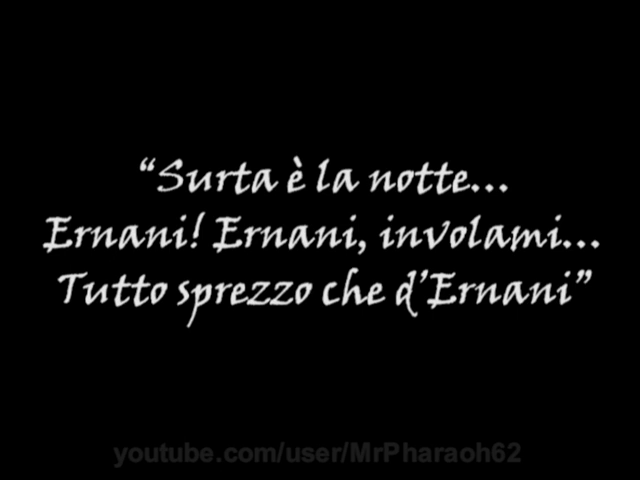 “Surta è la notte...
Ernani! Ernani, involami...
Tutto sprezzo che d’Ernani”
youtube.com/user/MrPharaoh62